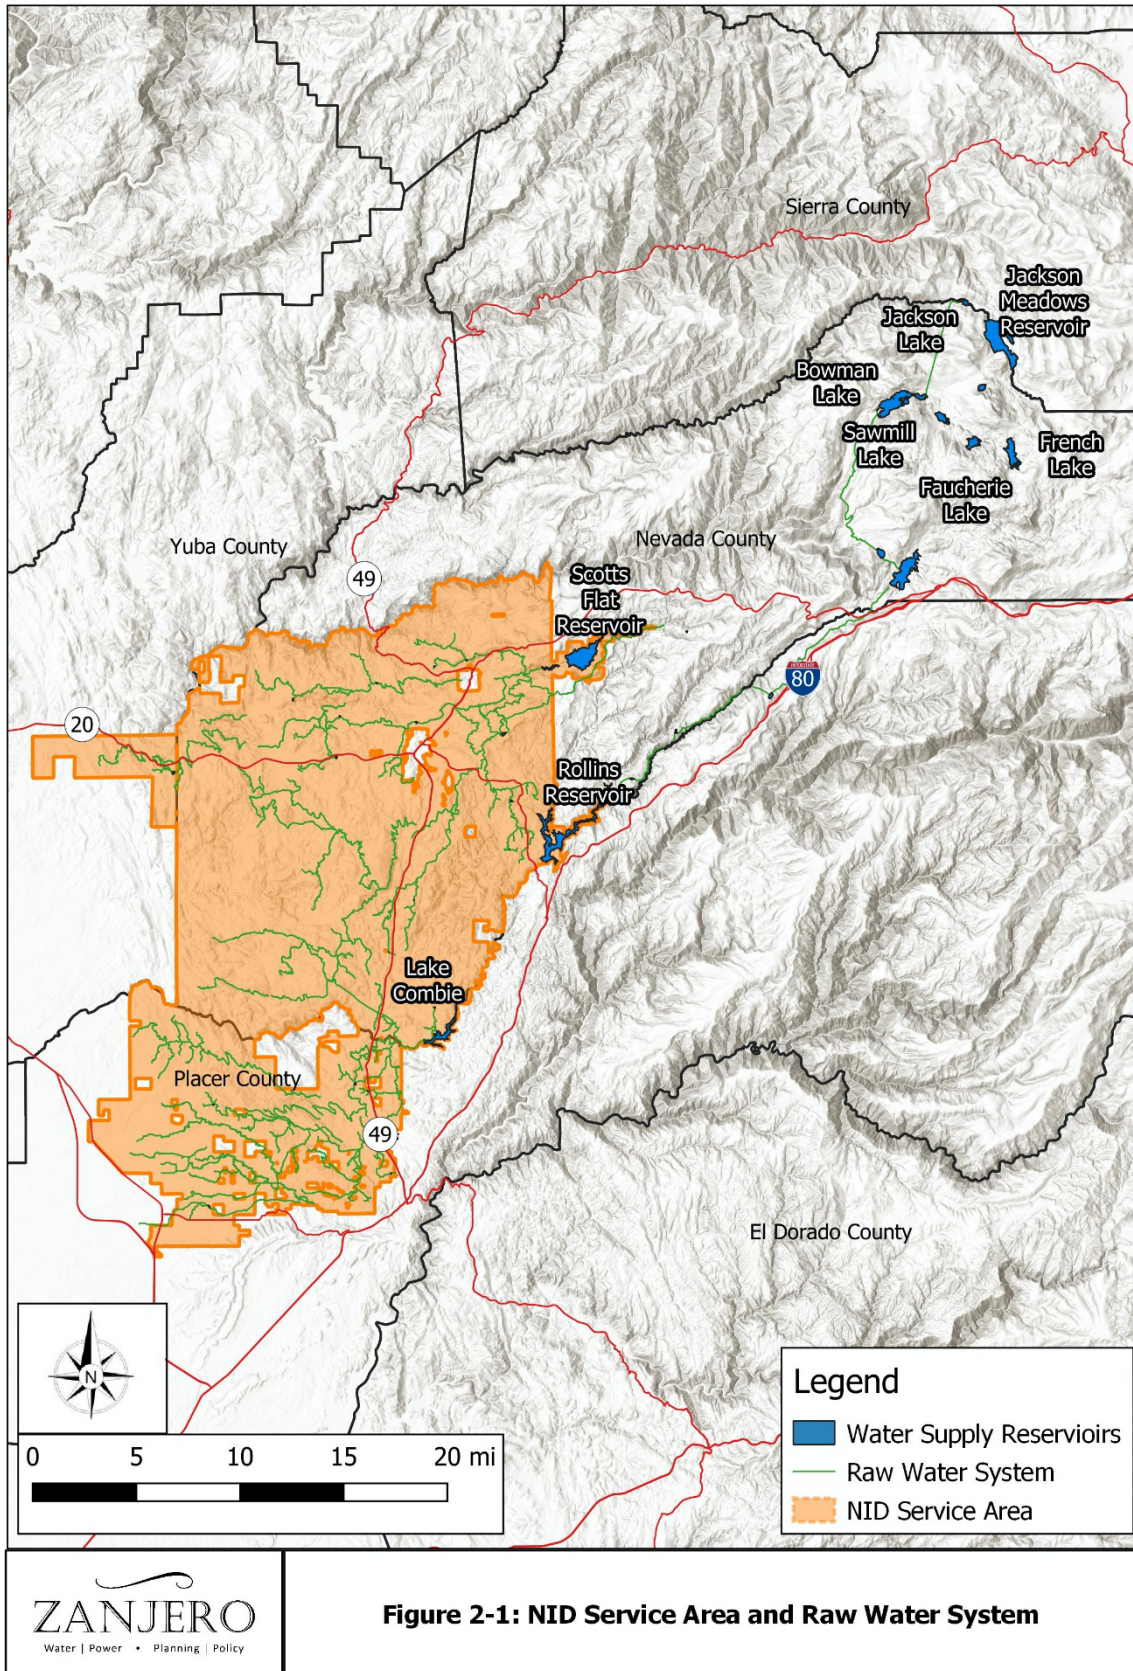 Sierra County
Jackson
Meadows
Reservoir
Jackson
Lake
Bowman
Lake
Sawmill
Lake
French
Lake
Faucherie
Lake
Yuba County
Nevada County
49
Scotts
Flat
Reservoir
INTERSTATE
80
20
Rollins
Reservoir
Lake
Combie
Placer County
49
El Dorado County
N
0 5 10 15 20 mi
Legend
Water Supply Reservioirs
Raw Water System
NID Service Area
ZANJERO
Water | Power • Planning | Policy
Figure 2-1: NID Service Area and Raw Water System